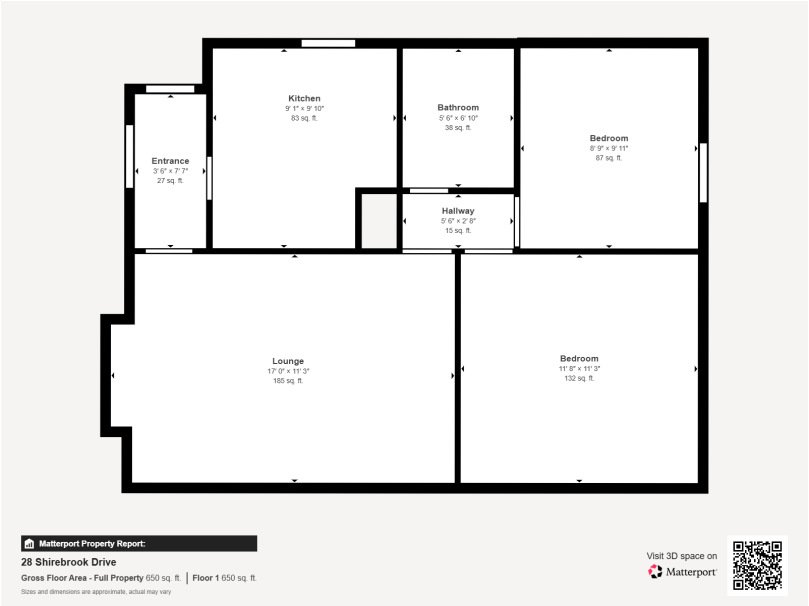 Kitchen
9' 1" × 9' 10"
83 sq. ft.
Bathroom
5' 6" × 6' 10"
38 sq. ft.
Bedroom
8' 9" × 9' 11"
87 sq. ft.
Entrance
3' 6" × 7' 7"
27 sq. ft.
Hallway
5' 6" × 2' 8"
15 sq. ft.
Lounge
17' 0" × 11' 3"
185 sq. ft.
Bedroom
11' 8" × 11' 3"
132 sq. ft.
Matterport Property Report:
28 Shirebrook Drive
Gross Floor Area - Full Property 650 sq. ft. | Floor 1 650 sq. ft.
Sizes and dimensions are approximate, actual may vary
Visit 3D space on
Matterport